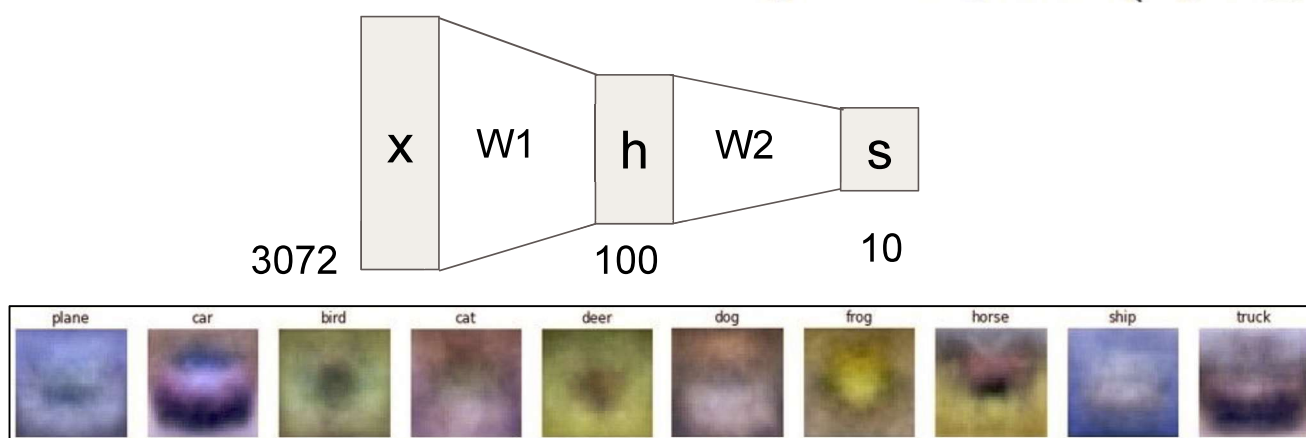 x W1 h W2 s
3072 100 10
plane car bird cat deer dog frog horse ship truck